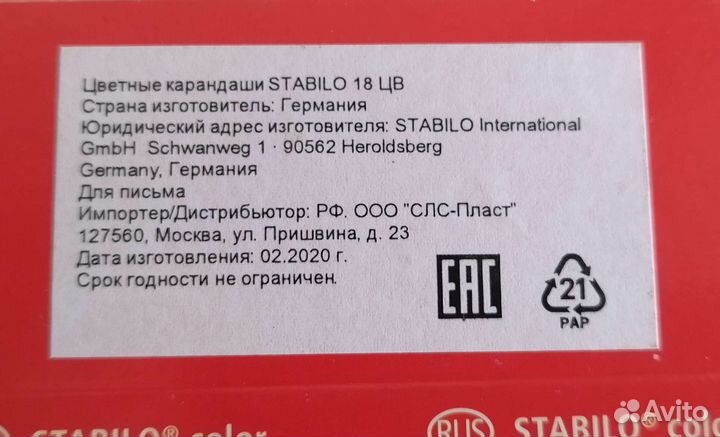 Цветные карандаши STABILO 18 ЦВ
Страна изготовитель: Германия
Юридический адрес изготовителя: STABILO International
GmbH Schwanweg 1 · 90562 Heroldsberg
Germany, Германия
Для письма
Импортер/Дистрибьютор: РФ. ООО "СЛС-Пласт"
127560, Москва, ул. Пришвина, д. 23
Дата изготовления: 02.2020 г.
Срок годности не ограничен.
EAC
21
PAP
STABILO® color
RUS STABILO® colo
Avito